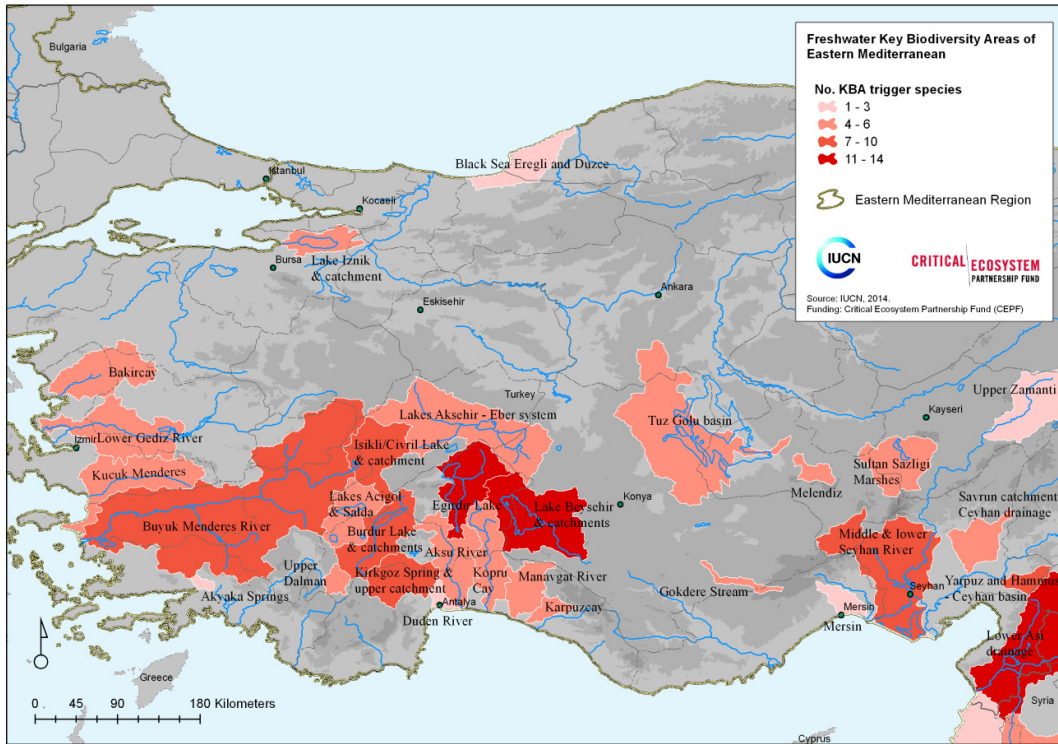 Freshwater Key Biodiversity Areas of
Eastern Mediterranean
No. KBA trigger species
1 - 3
4 - 6
7 - 10
11 - 14
Eastern Mediterranean Region
IUCN
CRITICAL ECOSYSTEM
PARTNERSHIP FUND
Source: IUCN, 2014.
Funding: Critical Ecosystem Partnership Fund (CEPF)
Bulgaria
Black Sea Eregli and Duzce
Istanbul
Kocaeli
Lake Iznik
& catchment
Bursa
Ankara
Eskisehir
Bakircay
Turkey
Upper Zamanti
Lakes Aksehir - Eber system
Kayseri
Tuz Golu basin
Izmir
Lower Gediz River
Isikli/Civril Lake
& catchment
Sultan Sazligi
Marshes
Kucuk Menderes
Melendiz
Lakes Acigol
& Salda
Egirdir Lake
Lake Beysehir
& catchments
Konya
Savrun catchment
Ceyhan drainage
Buyuk Menderes River
Burdur Lake
& catchments
Middle & lower
Seyhan River
Aksu River
Upper
Dalman
Kirkgoz Spring &
upper catchment
Kopru
Cay
Manavgat River
Gokdere Stream
Seyhan
Yarpuz and Hammus
- Ceyhan basin
Akyaka Springs
Antalya
Duden River
Karpuzcay
Mersin
Mersin
Lower Asi
drainage
Greece
0
45
90
180 Kilometers
Syria
Cyprus